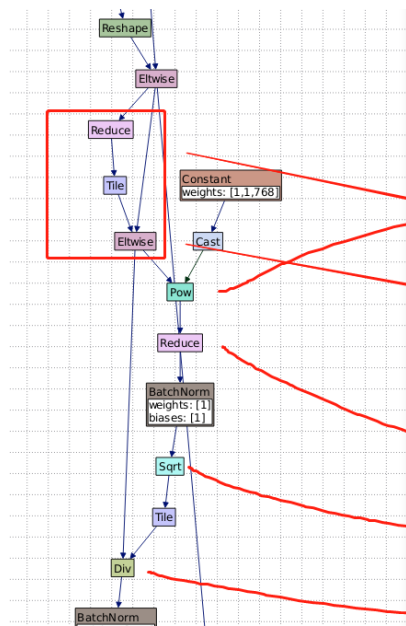 Reshape
Eltwise
Reduce
Tile
Constant
weights: [1,1,768]
Eltwise
Cast
Pow
Reduce
BatchNorm
weights: [1]
biases: [1]
Sqrt
Tile
Div
BatchNorm